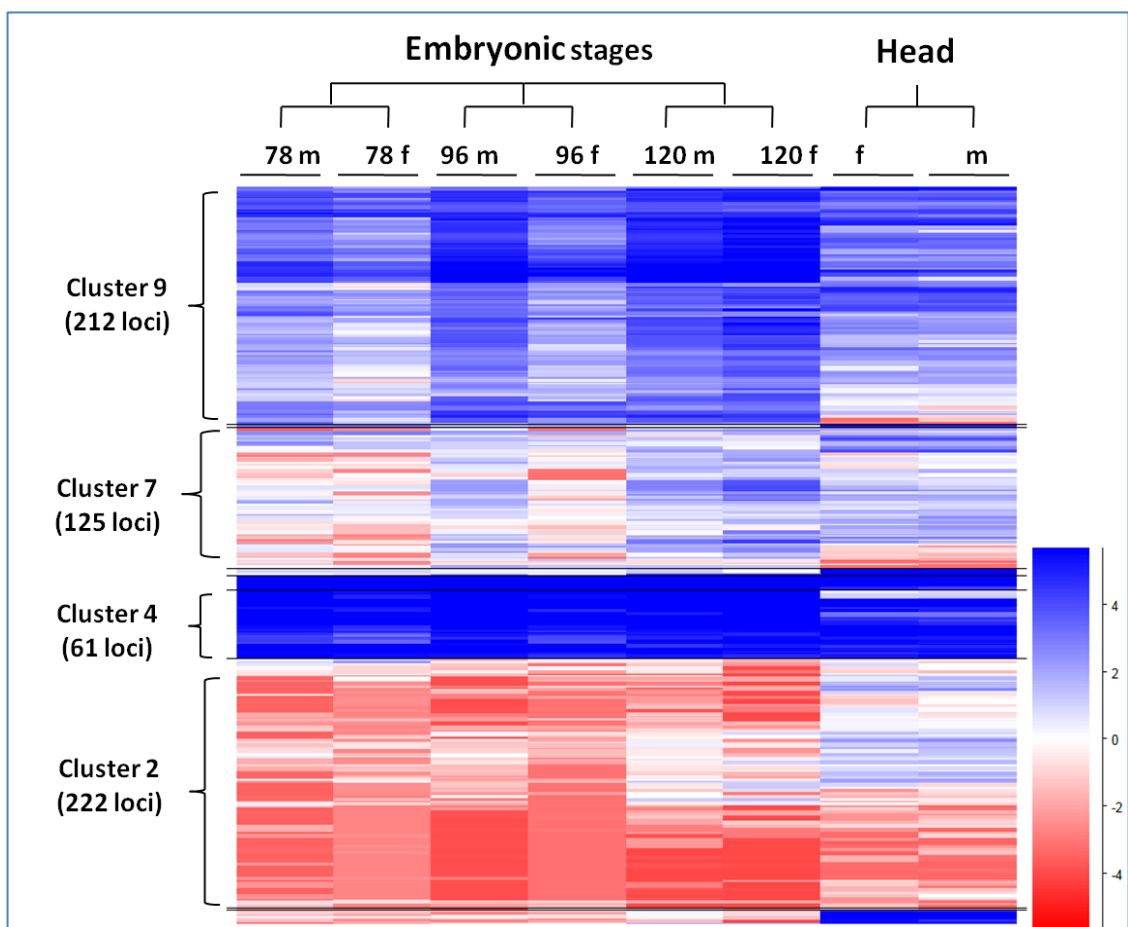 Embryonic stages Head
78 m 78 f 96 m 96 f 120 m 120 f f m
Cluster 9
(212 loci)
Cluster 7
(125 loci)
Cluster 4
(61 loci)
Cluster 2
(222 loci)
4
2
0
-2
-4